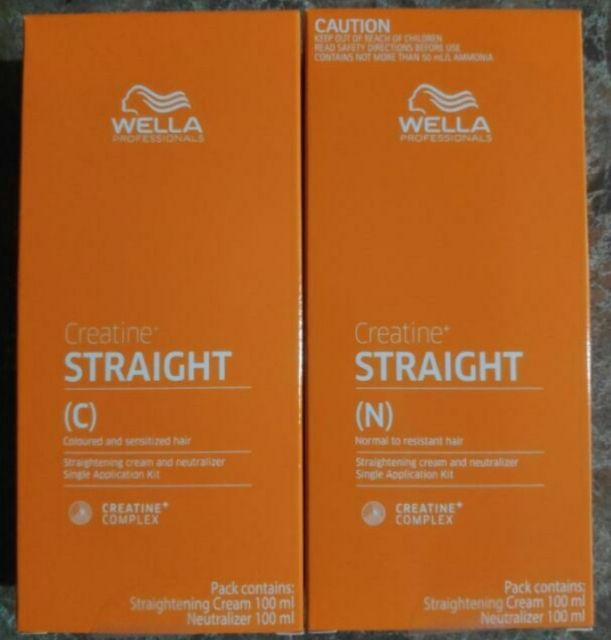 WELLA
PROFESSIONALS
Creatine+
STRAIGHT
(C)
Coloured and sensitized hair
Straightening cream and neutralizer
Single Application Kit
CREATINE+
COMPLEX
Pack contains:
Straightening Cream 100 ml
Neutralizer 100 ml
CAUTION
KEEP OUT OF REACH OF CHILDREN
READ SAFETY DIRECTIONS BEFORE USE
CONTAINS NOT MORE THAN 50 mL/L AMMONIA
WELLA
PROFESSIONALS
Creatine+
STRAIGHT
(N)
Normal to resistant hair
Straightening cream and neutralizer
Single Application Kit
CREATINE+
COMPLEX
Pack contains:
Straightening Cream 100 ml
Neutralizer 100 ml